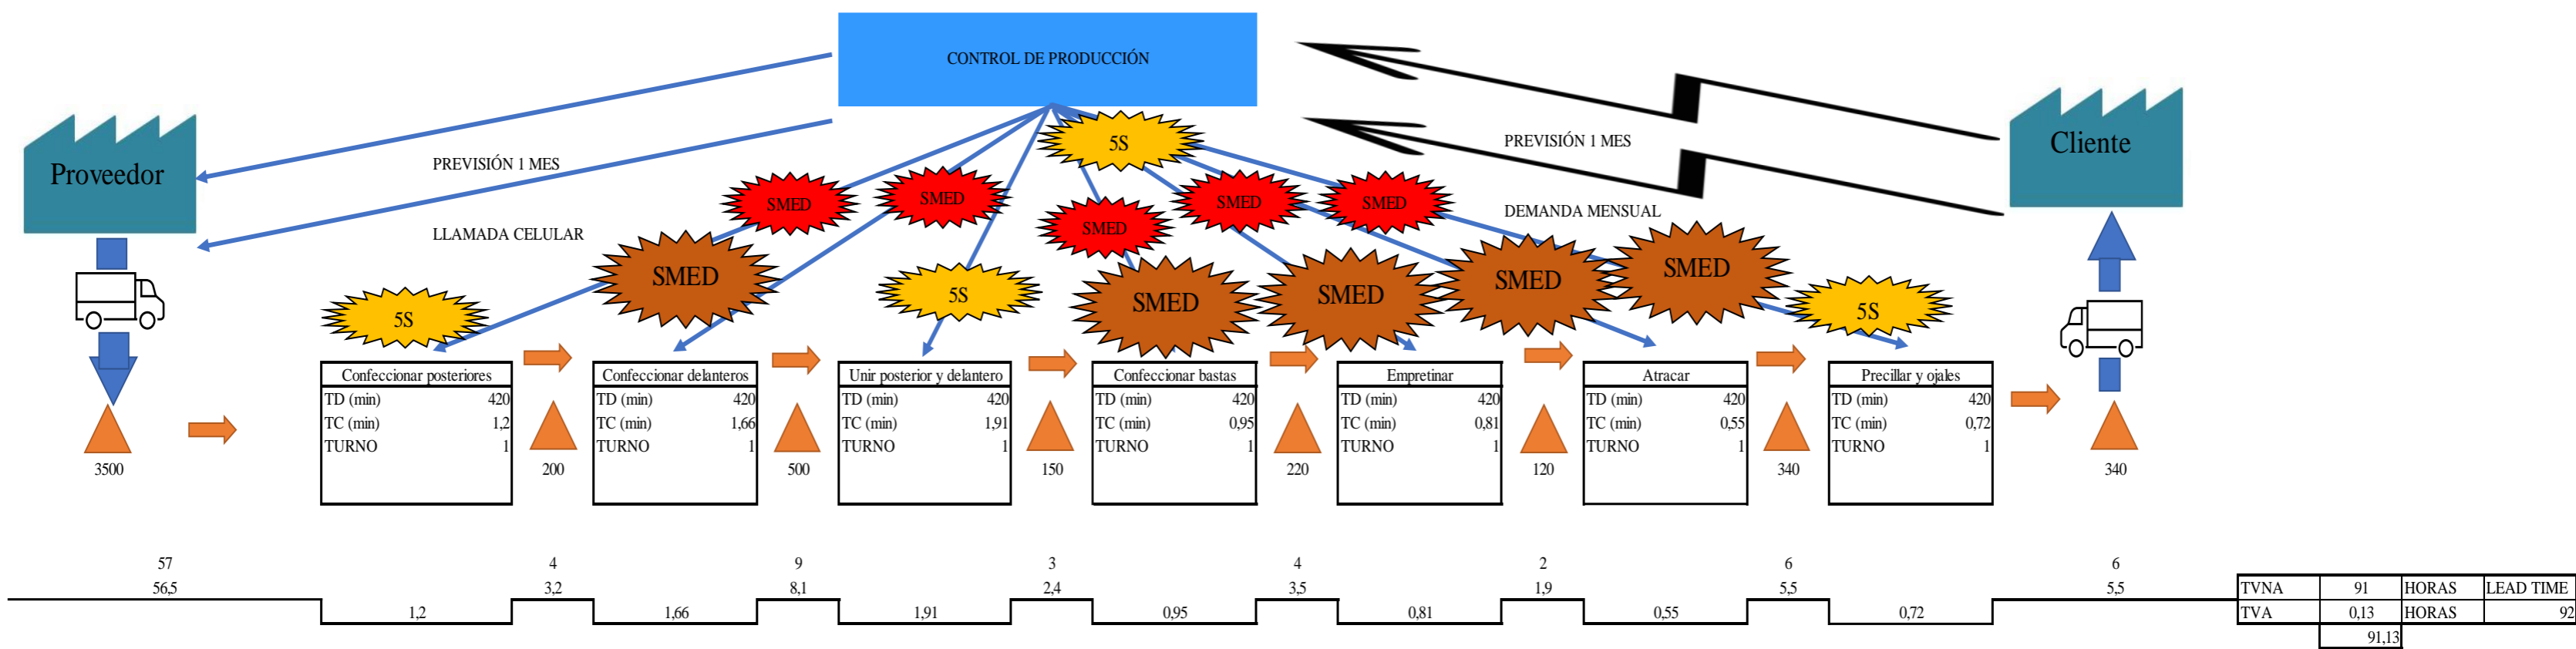 CONTROL DE PRODUCCIÓN
Proveedor
PREVISIÓN 1 MES
LLAMADA CELULAR
PREVISIÓN 1 MES
DEMANDA MENSUAL
Cliente
5S
SMED
SMED
SMED
SMED
SMED
SMED
5S
5S
SMED
SMED
SMED
SMED
5S
3500
Confeccionar posteriores
TD (min) 420
TC (min) 1,2
TURNO 1
200
Confeccionar delanteros
TD (min) 420
TC (min) 1,66
TURNO 1
500
Unir posterior y delantero
TD (min) 420
TC (min) 1,91
TURNO 1
150
Confeccionar bastas
TD (min) 420
TC (min) 0,95
TURNO 1
220
Empretinar
TD (min) 420
TC (min) 0,81
TURNO 1
120
Atracar
TD (min) 420
TC (min) 0,55
TURNO 1
340
Precillar y ojales
TD (min) 420
TC (min) 0,72
TURNO 1
340
57 4 9 3 4 2 6 6
56,5 3,2 8,1 2,4 3,5 1,9 5,5 5,5
1,2 1,66 1,91 0,95 0,81 0,55 0,72
TVNA 91 HORAS LEAD TIME
TVA 0,13 HORAS 92
91,13